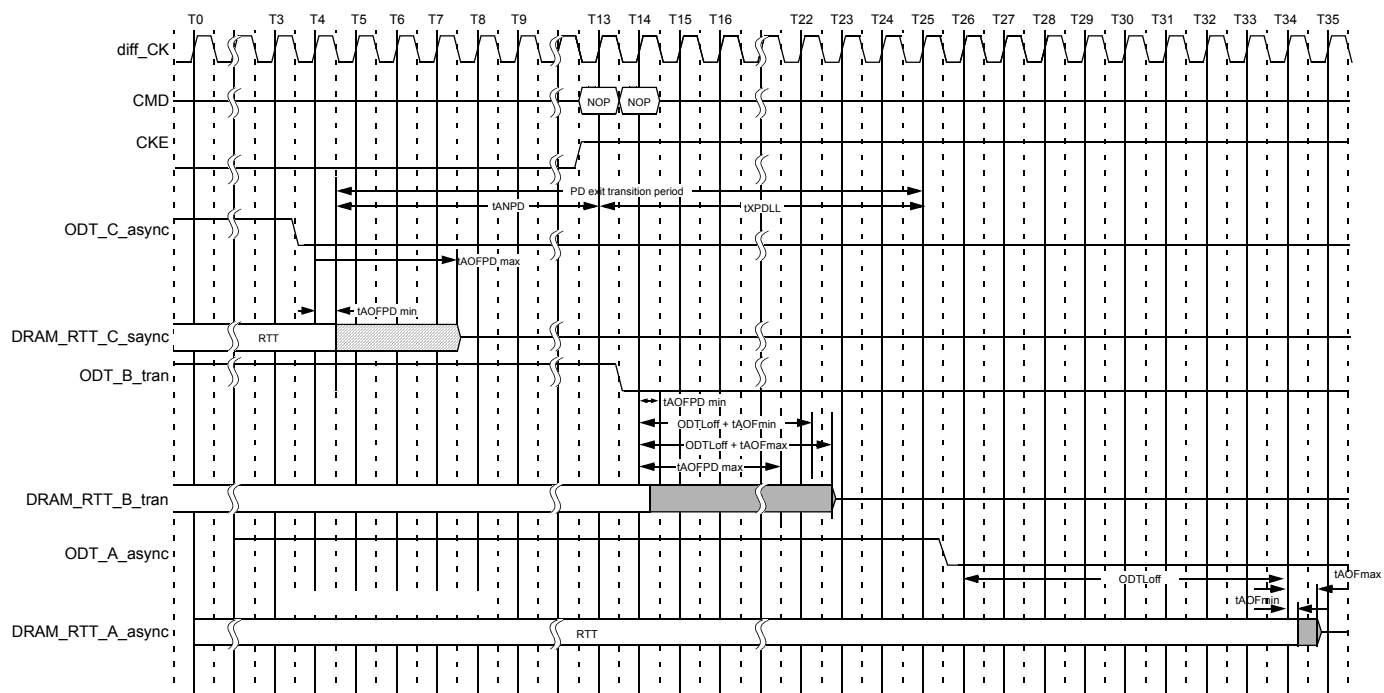 T0 T3 T4 T5 T6 T7 T8 T9 T13 T14 T15 T16 T22 T23 T24 T25 T26 T27 T28 T29 T30 T31 T32 T33 T34 T35
diff_CK
CMD NOP NOP
CKE
PD exit transition period
tANPD tXPDLL
ODT_C_async
tAOFPD max
tAOFPD min
DRAM_RTT_C_sync RTT
ODT_B_tran
tAOFPD min
ODTLoff + tAOFmin
ODTLoff + tAOFmax
tAOFPD max
DRAM_RTT_B_tran
ODT_A_async
ODTLoff tAOFmax
tAOFmin
DRAM_RTT_A_async RTT